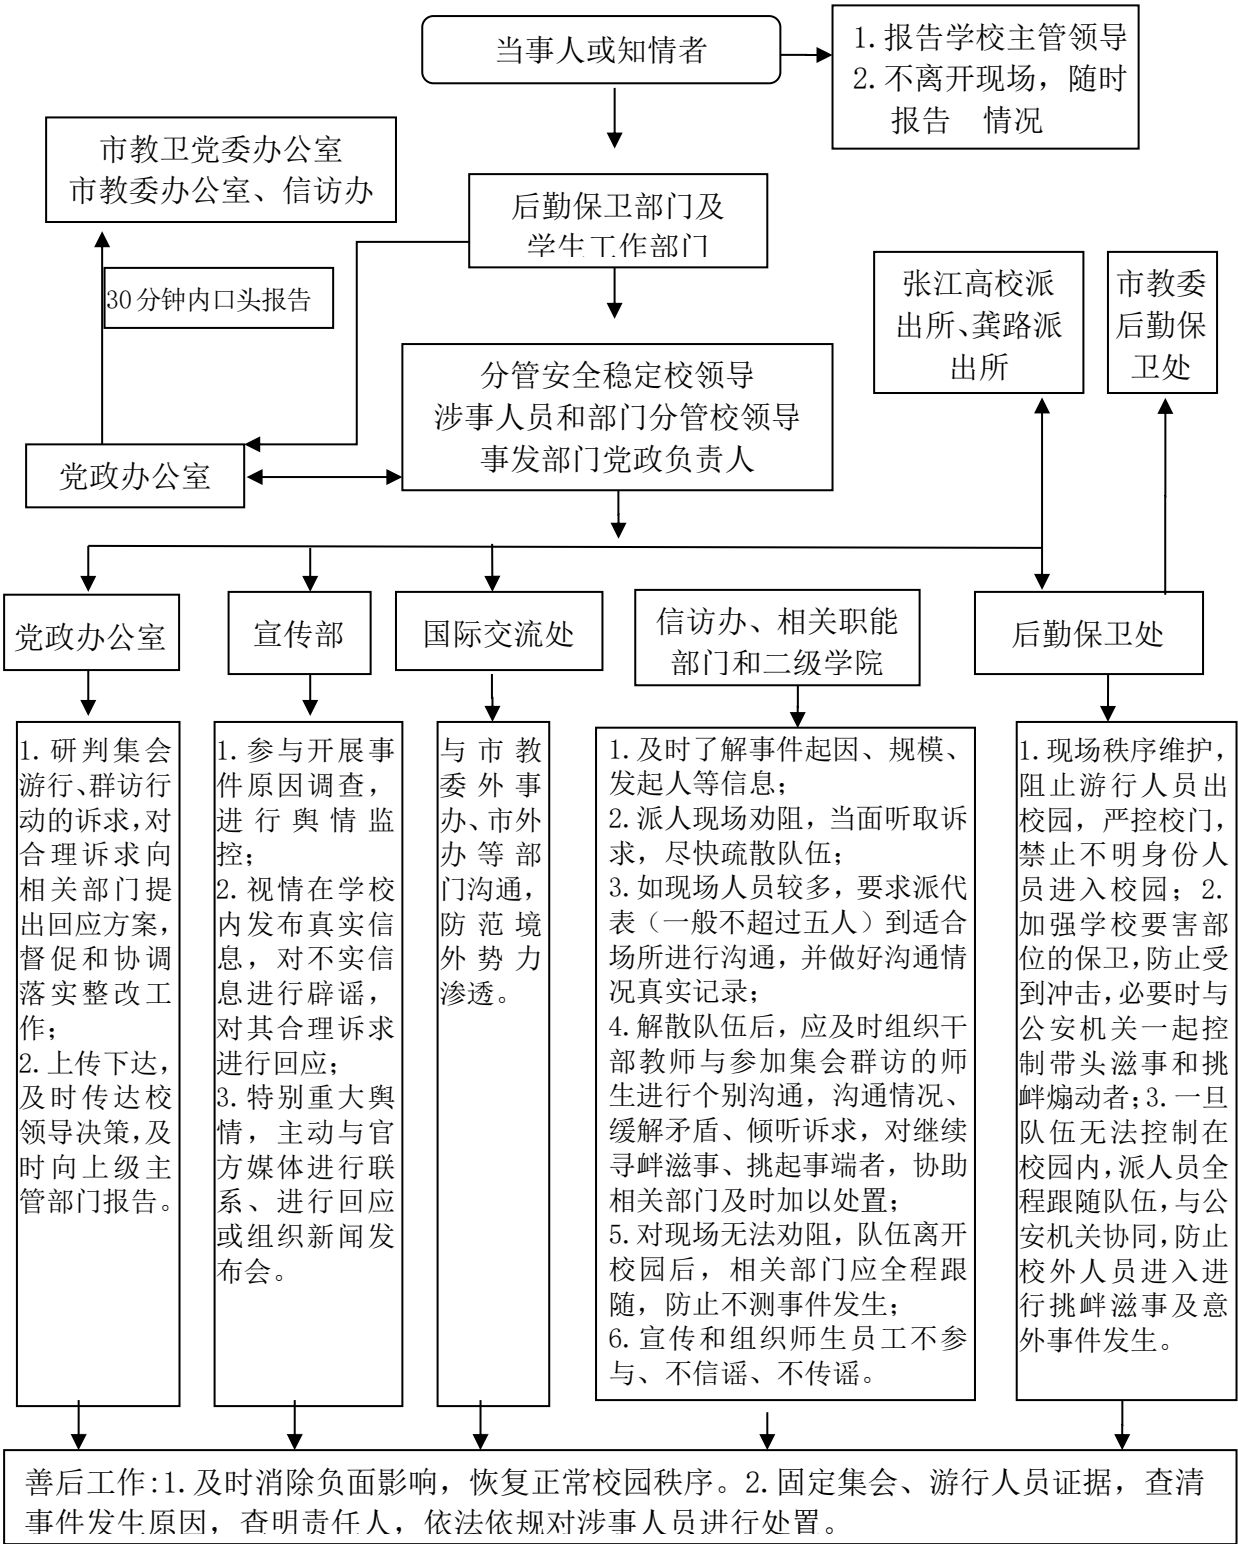 当事人或知情者
1.报告学校主管领导
2.不离开现场，随时
报告 情况
市教卫党委办公室
市教委办公室、信访办
后勤保卫部门及
学生工作部门
30分钟内口头报告
张江高校派
出所、龚路派
出所
市教委
后勤保
卫处
分管安全稳定校领导
涉事人员和部门分管校领导
事发部门党政负责人
党政办公室
党政办公室
宣传部
国际交流处
信访办、相关职能
部门和二级学院
后勤保卫处
1.研判集会
游行、群访行
动的诉求,对
合理诉求向
相关部门提
出回应方案，
督促和协调
落实整改工
作；
2.上传下达，
及时传达校
领导决策,及
时向上级主
管部门报告。
1.参与开展事
件原因调查，
进行舆情监
控；
2.视情在学校
内发布真实信
息，对不实信
息进行辟谣，
对其合理诉求
进行回应；
3.特别重大舆
情，主动与官
方媒体进行联
系、进行回应
或组织新闻发
布会。
与市教
委外事
办、市外
办等部
门沟通，
防范境
外势力
渗透。
1.及时了解事件起因、规模、
发起人等信息；
2.派人现场劝阻，当面听取诉
求，尽快疏散队伍；
3.如现场人员较多，要求派代
表（一般不超过五人）到适合
场所进行沟通，并做好沟通情
况真实记录；
4.解散队伍后，应及时组织干
部教师与参加集会群访的师
生进行个别沟通，沟通情况、
缓解矛盾、倾听诉求，对继续
寻衅滋事、挑起事端者，协助
相关部门及时加以处置；
5.对现场无法劝阻，队伍离开
校园后，相关部门应全程跟
随，防止不测事件发生；
6.宣传和组织师生员工不参
与、不信谣、不传谣。
1.现场秩序维护，
阻止游行人员出
校园，严控校门，
禁止不明身份人
员进入校园；2.
加强学校要害部
位的保卫,防止受
到冲击,必要时与
公安机关一起控
制带头滋事和挑
衅煽动者;3.一旦
队伍无法控制在
校园内,派人员全
程跟随队伍,与公
安机关协同,防止
校外人员进入进
行挑衅滋事及意
外事件发生。
善后工作:1.及时消除负面影响，恢复正常校园秩序。2.固定集会、游行人员证据，查清
事件发生原因，查明责任人，依法依规对涉事人员进行处置。